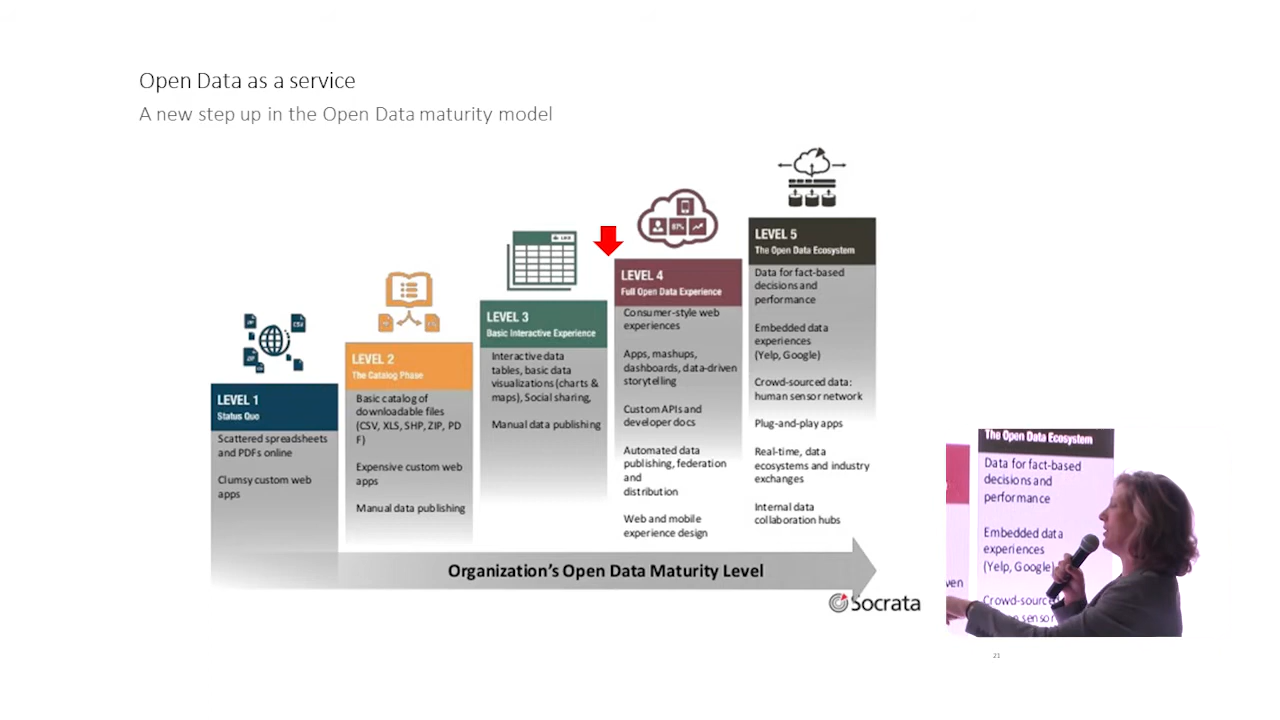 Open Data as a service
A new step up in the Open Data maturity model
LEVEL 1
Status Quo
Scattered spreadsheets
and PDFs online
Clumsy custom web
apps
LEVEL 2
The Catalog Phase
Basic catalog of
downloadable files
(CSV, XLS, SHP, ZIP, PD
F)
Expensive custom web
apps
Manual data publishing
LEVEL 3
Basic Interactive Experience
Interactive data
tables, basic data
visualizations (charts &
maps), Social sharing,
Manual data publishing
LEVEL 4
Full Open Data Experience
Consumer-style web
experiences
Apps, mashups,
dashboards, data-driven
storytelling
Custom APIs and
developer docs
Automated data
publishing, federation
and
distribution
Web and mobile
experience design
LEVEL 5
The Open Data Ecosystem
Data for fact-based
decisions and
performance
Embedded data
experiences
(Yelp, Google)
Crowd-sourced data:
human sensor network
Plug-and-play apps
Real-time, data
ecosystems and industry
exchanges
Internal data
collaboration hubs
Organization's Open Data Maturity Level
Socrata
The Open Data Ecosystem
Data for fact-based
decisions and
performance
Embedded data
experiences
(Yelp, Google)
21